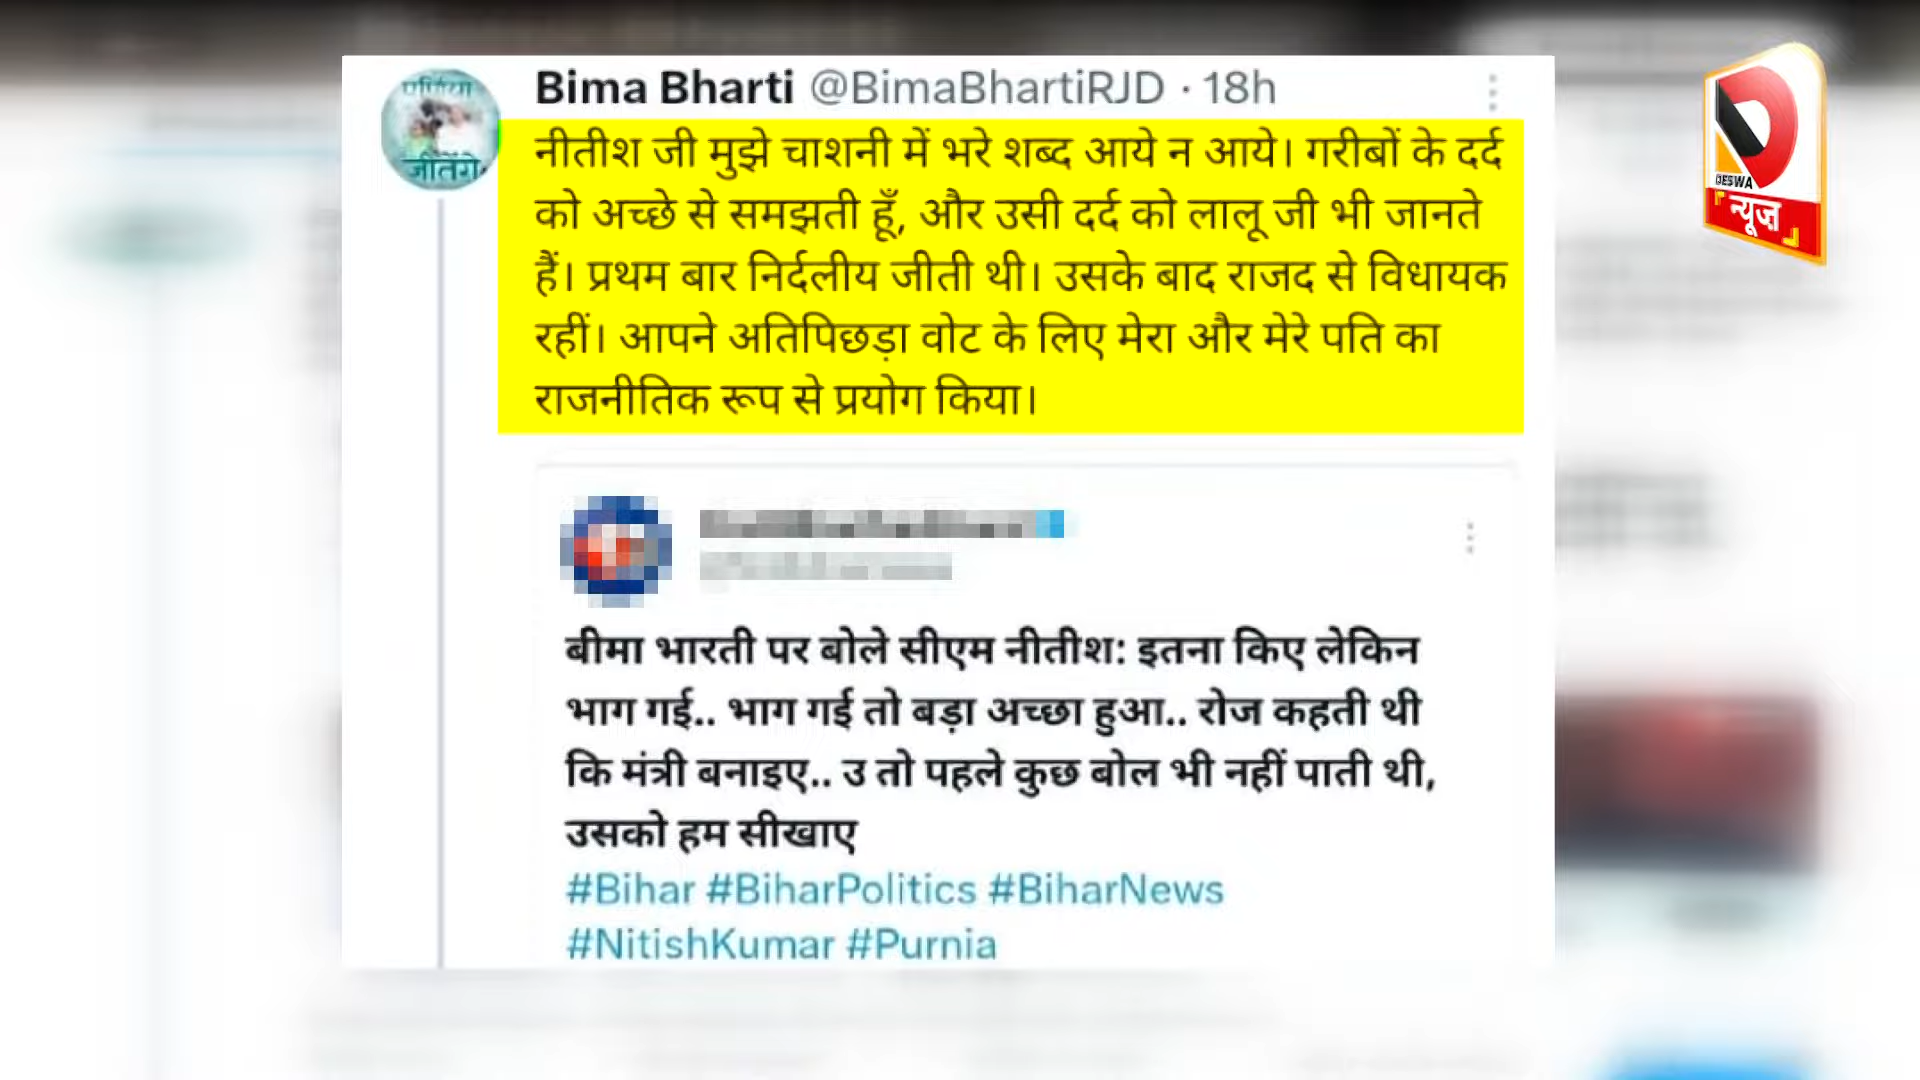 Bima Bharti @BimaBhartiRJD · 18h
नीतीश जी मुझे चाशनी में भरे शब्द आये न आये। गरीबों के दर्द
को अच्छे से समझती हूँ, और उसी दर्द को लालू जी भी जानते
हैं। प्रथम बार निर्दलीय जीती थी। उसके बाद राजद से विधायक
रहीं। आपने अतिपिछड़ा वोट के लिए मेरा और मेरे पति का
राजनीतिक रूप से प्रयोग किया।
बीमा भारती पर बोले सीएम नीतीश: इतना किए लेकिन
भाग गई.. भाग गई तो बड़ा अच्छा हुआ.. रोज कहती थी
कि मंत्री बनाइए.. उ तो पहले कुछ बोल भी नहीं पाती थी,
उसको हम सीखाए
#Bihar #BiharPolitics #BiharNews
#NitishKumar #Purnia
पूर्णिया
जीतेंगे
DESWA
न्यूज़